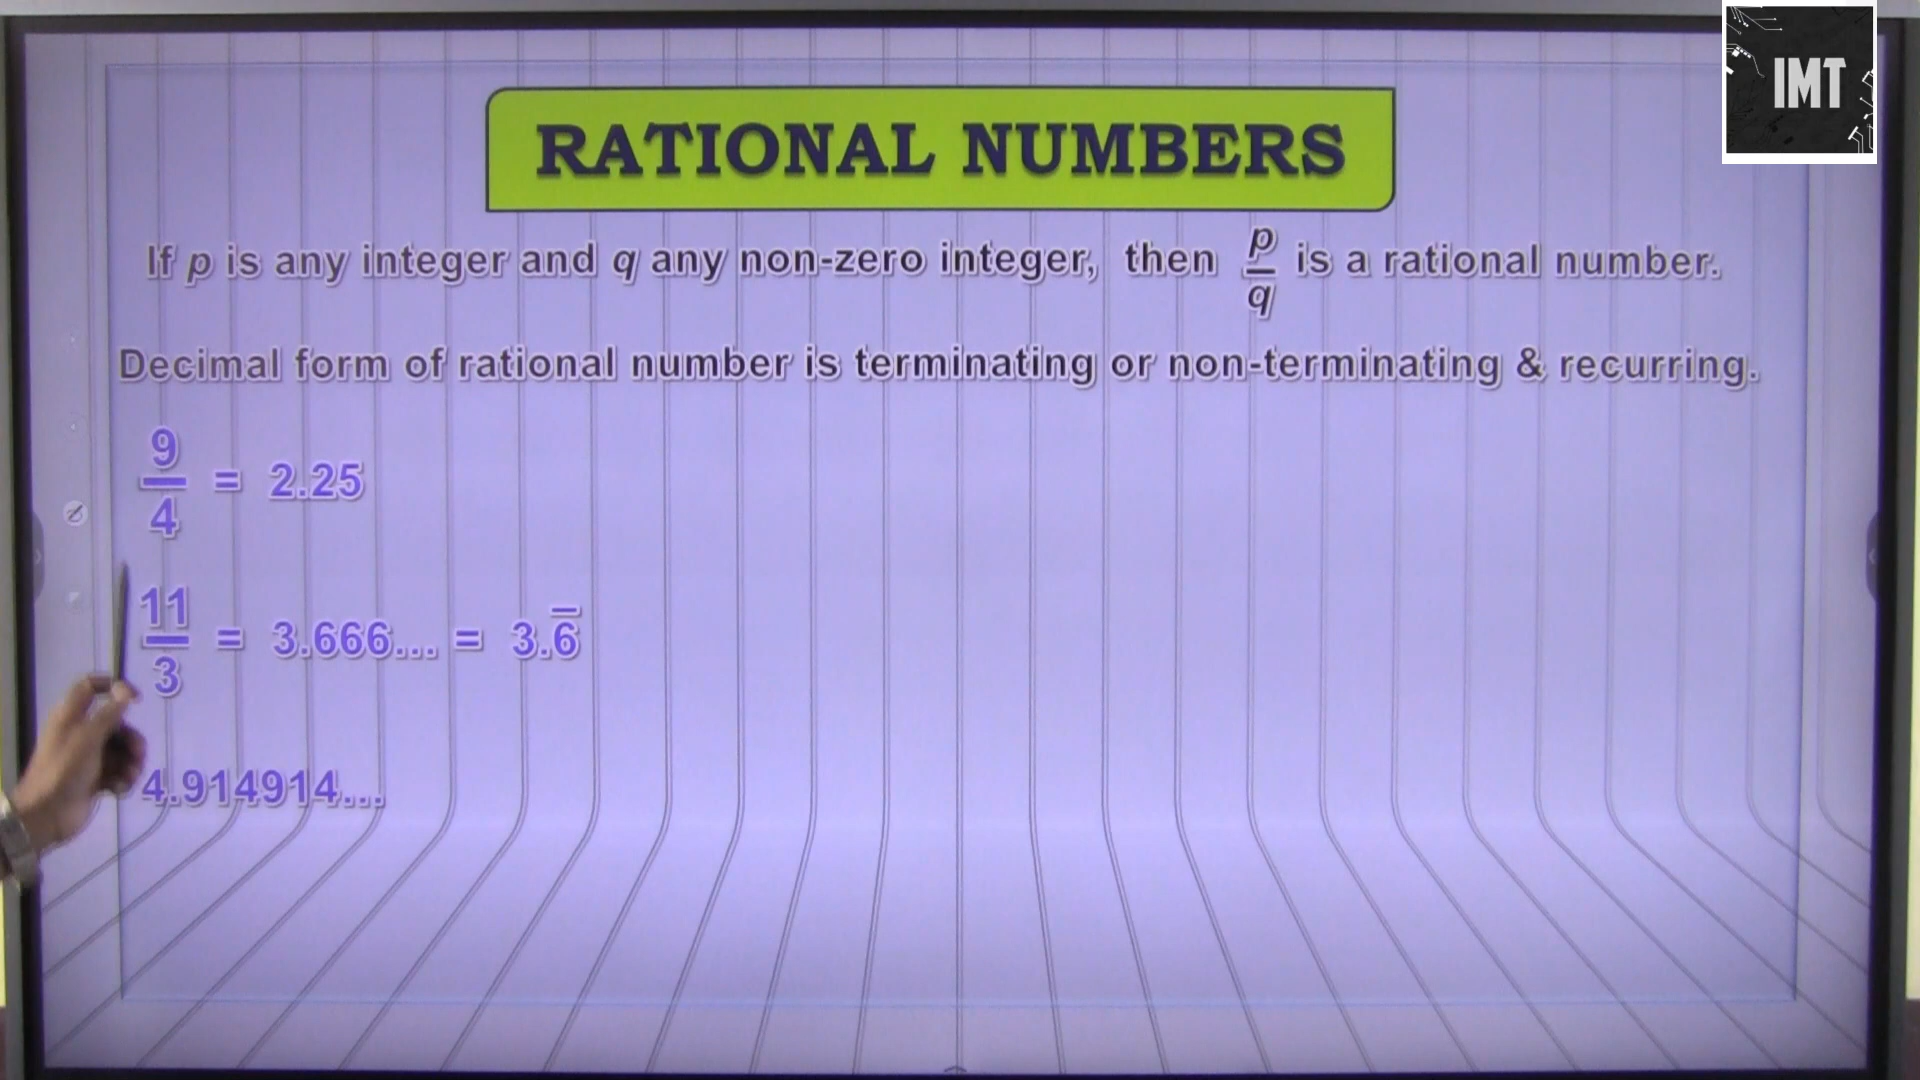 IMT
RATIONAL NUMBERS
If p is any integer and q any non-zero integer, then p/q is a rational number.
Decimal form of rational number is terminating or non-terminating & recurring.
9/4 = 2.25
11/3 = 3.666... = 3.6̅
4.914914...